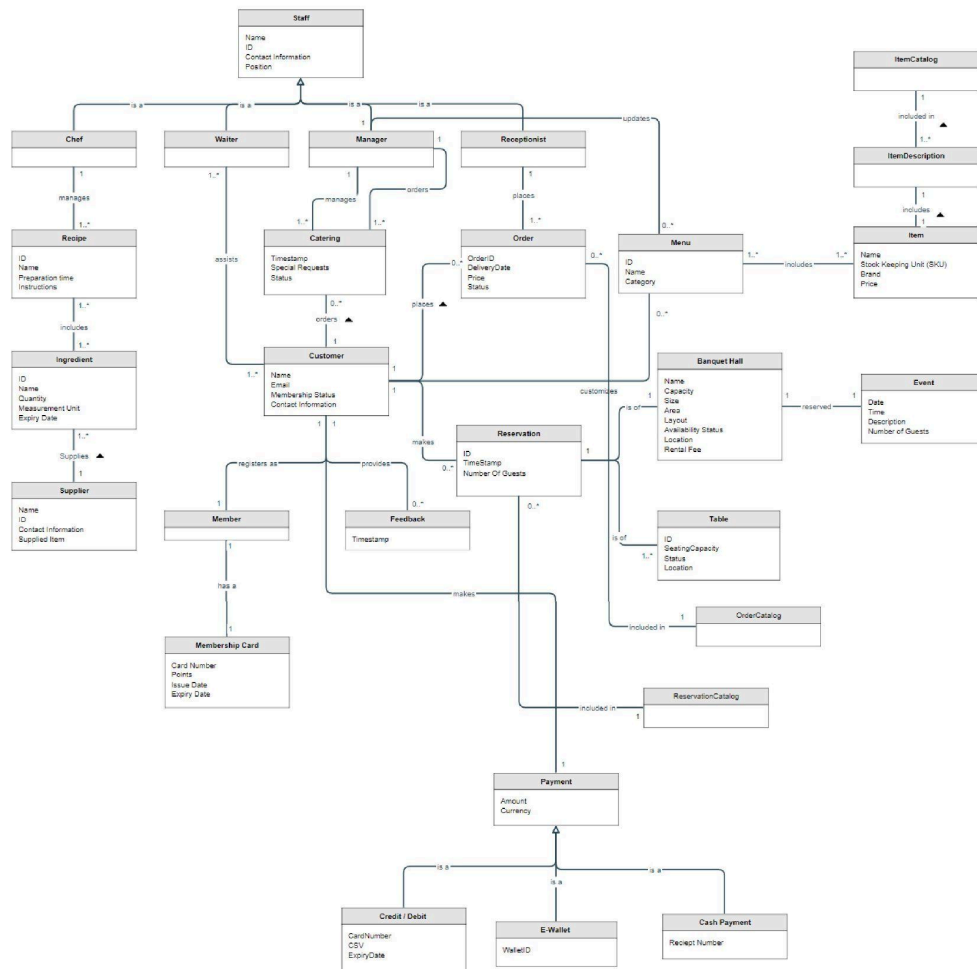 Staff
Name
ID
Contact Information
Position
ItemCatalog
1
included in
1..*
is a
is a
is a
is a
updates
1
1
Chef
Waiter
Manager
Receptionist
ItemDescription
1
1..*
1
1
1
manages
orders
places
includes
manages
1..*
1..*
1..*
1..*
0..*
1
Recipe
ID
Name
Preparation time
Instructions
assists
Catering
Timestamp
Special Requests
Status
Order
OrderID
DeliveryDate
Price
Status
0..*
0..*
Menu
ID
Name
Category
1..*
includes
1..*
Item
Name
Stock Keeping Unit (SKU)
Brand
Price
1..*
includes
1..*
0..*
orders
1
places
0..*
Ingredient
ID
Name
Quantity
Measurement Unit
Expiry Date
1..*
Customer
Name
Email
Membership Status
Contact Information
1
1
customizes
Banquet Hall
Name
Capacity
Size
Area
Layout
Availability Status
Location
Rental Fee
1
reserved
1
Event
Date
Time
Description
Number of Guests
1
is of
1..*
Supplies
1
1
1
makes
0..*
Reservation
ID
TimeStamp
Number Of Guests
1
0..*
registers as
provides
Supplier
Name
ID
Contact Information
Supplied Item
1
Member
1
0..*
Feedback
Timestamp
is of
1..*
Table
ID
SeatingCapacity
Status
Location
has a
makes
1
included in
1
OrderCatalog
Membership Card
Card Number
Points
Issue Date
Expiry Date
included in
1
ReservationCatalog
1
Payment
Amount
Currency
is a
is a
is a
Credit / Debit
CardNumber
CSV
ExpiryDate
E-Wallet
WalletID
Cash Payment
Reciept Number